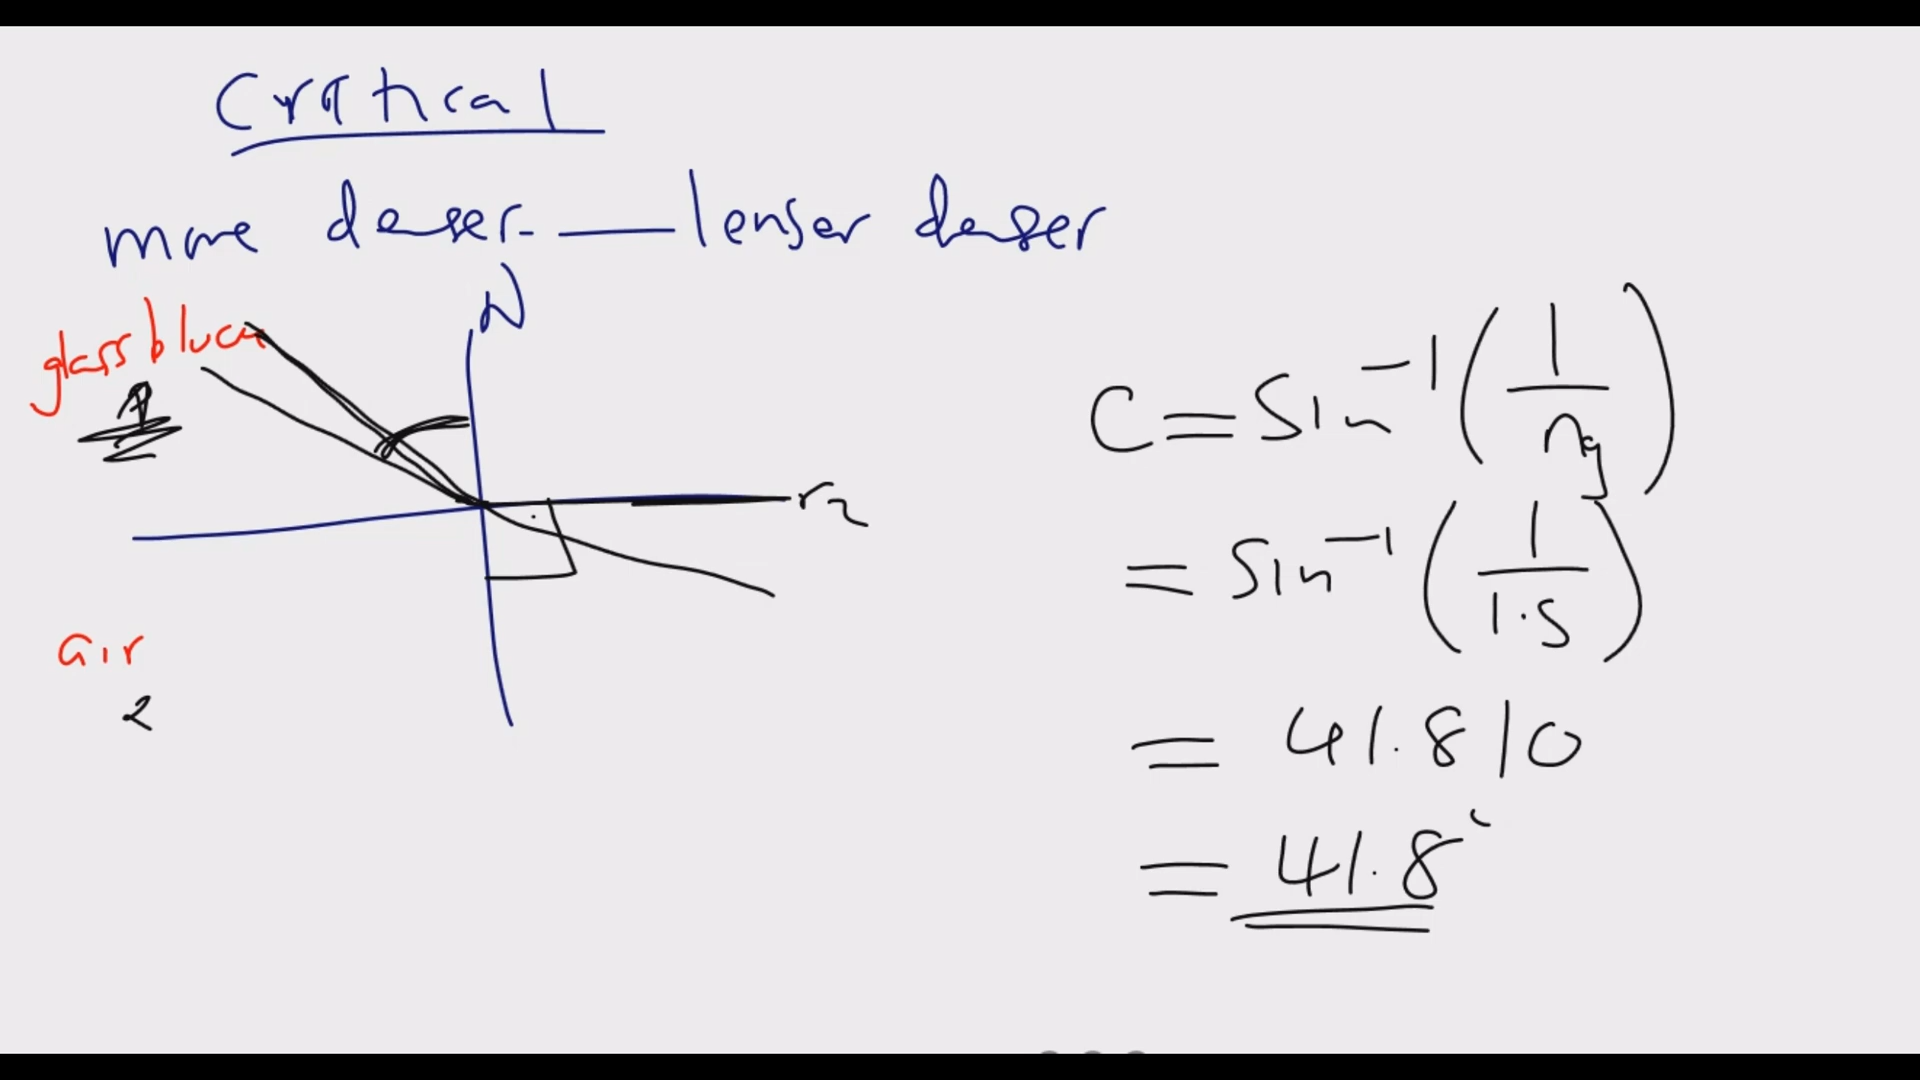 Critical
more denser - lenser denser
N
glass block
1
r2
air
2
C = Sin⁻¹(1/ng)
= Sin⁻¹(1/1.5)
= 41.810
= 41.8°